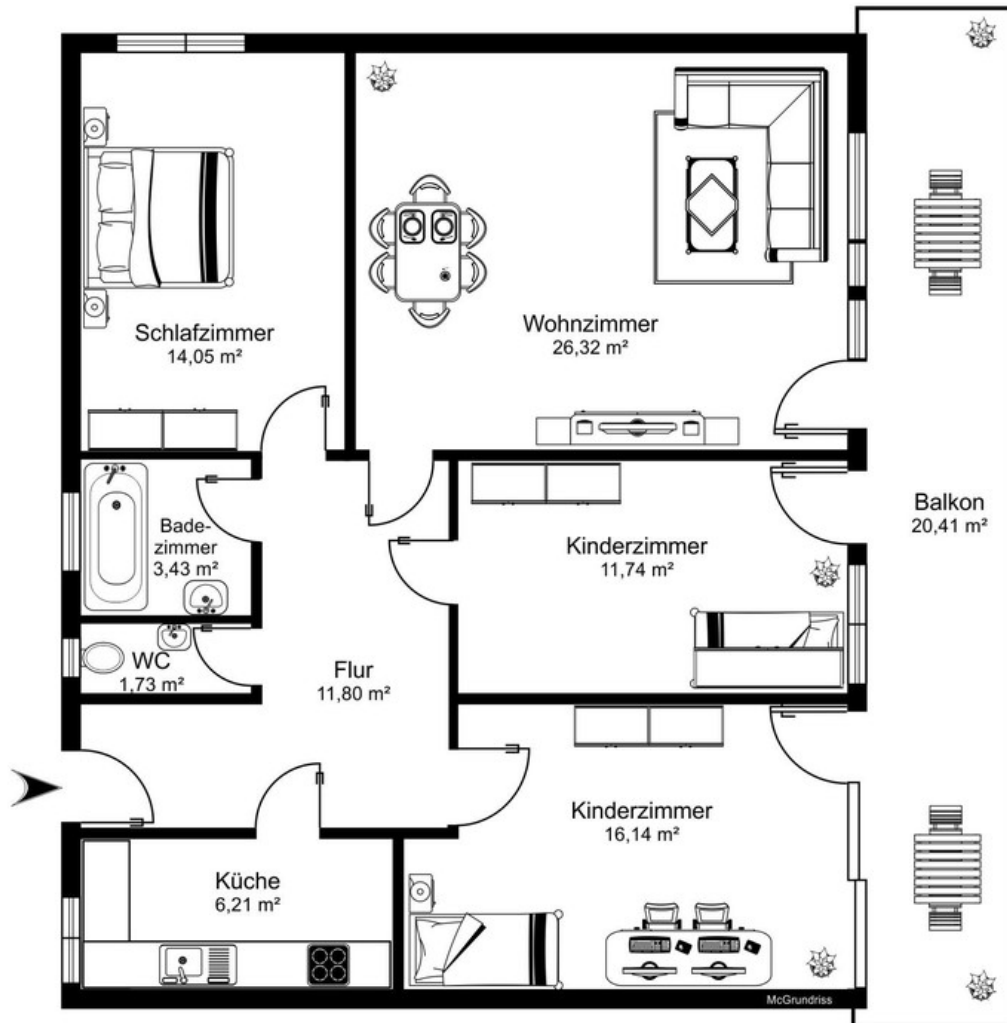 Schlafzimmer
14,05 m²
Wohnzimmer
26,32 m²
Bade-
zimmer
3,43 m²
Kinderzimmer
11,74 m²
Balkon
20,41 m²
WC
1,73 m²
Flur
11,80 m²
Kinderzimmer
16,14 m²
Küche
6,21 m²
McGrundriss